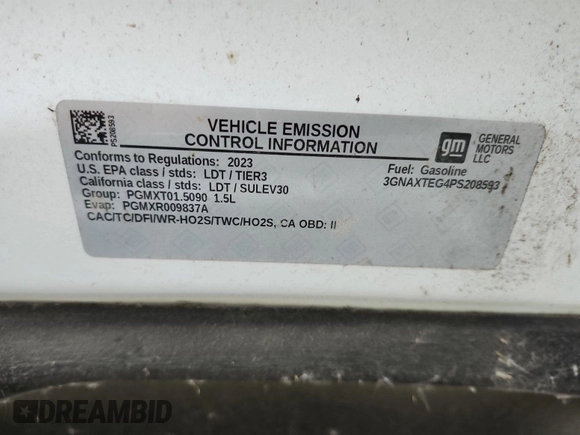 PS208593
VEHICLE EMISSION
CONTROL INFORMATION
gm
GENERAL
MOTORS
LLC
Conforms to Regulations: 2023
U.S. EPA class / stds: LDT / TIER3
California class / stds: LDT / SULEV30
Group: PGMXT01.5090 1.5L
Evap: PGMXR009837A
CAC/TC/DFI/WR-HO2S/TWC/HO2S, CA OBD: II
Fuel: Gasoline
3GNAXTEG4PS208593
DREAMBID